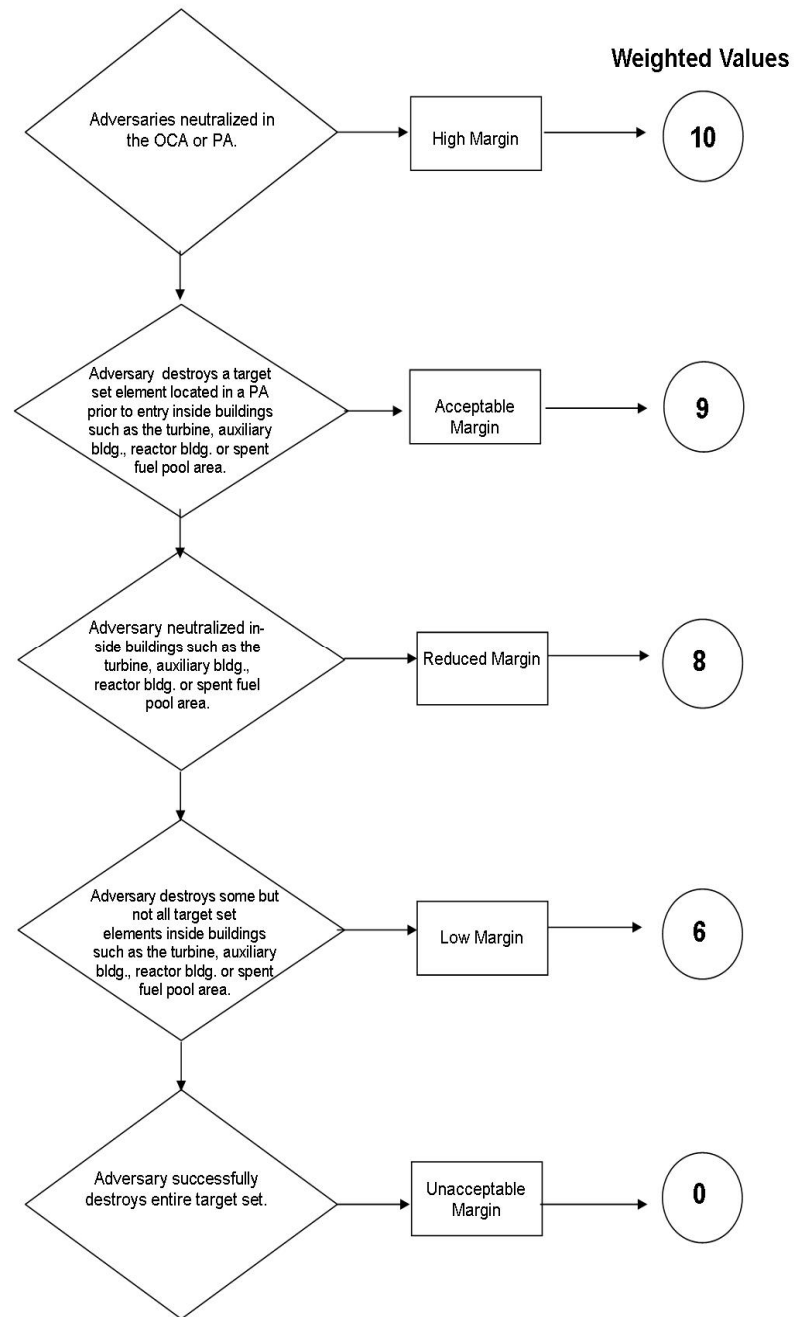 Weighted Values
Adversaries neutralized in
the OCA or PA.
High Margin
10
Adversary destroys a target
set element located in a PA
prior to entry inside buildings
such as the turbine, auxiliary
bldg., reactor bldg. or spent
fuel pool area.
Acceptable
Margin
9
Adversary neutralized in-
side buildings such as the
turbine, auxiliary bldg.,
reactor bldg. or spent fuel
pool area.
Reduced Margin
8
Adversary destroys some but
not all target set
elements inside buildings
such as the turbine, auxiliary
bldg., reactor bldg. or spent
fuel pool area.
Low Margin
6
Adversary successfully
destroys entire target set.
Unacceptable
Margin
0